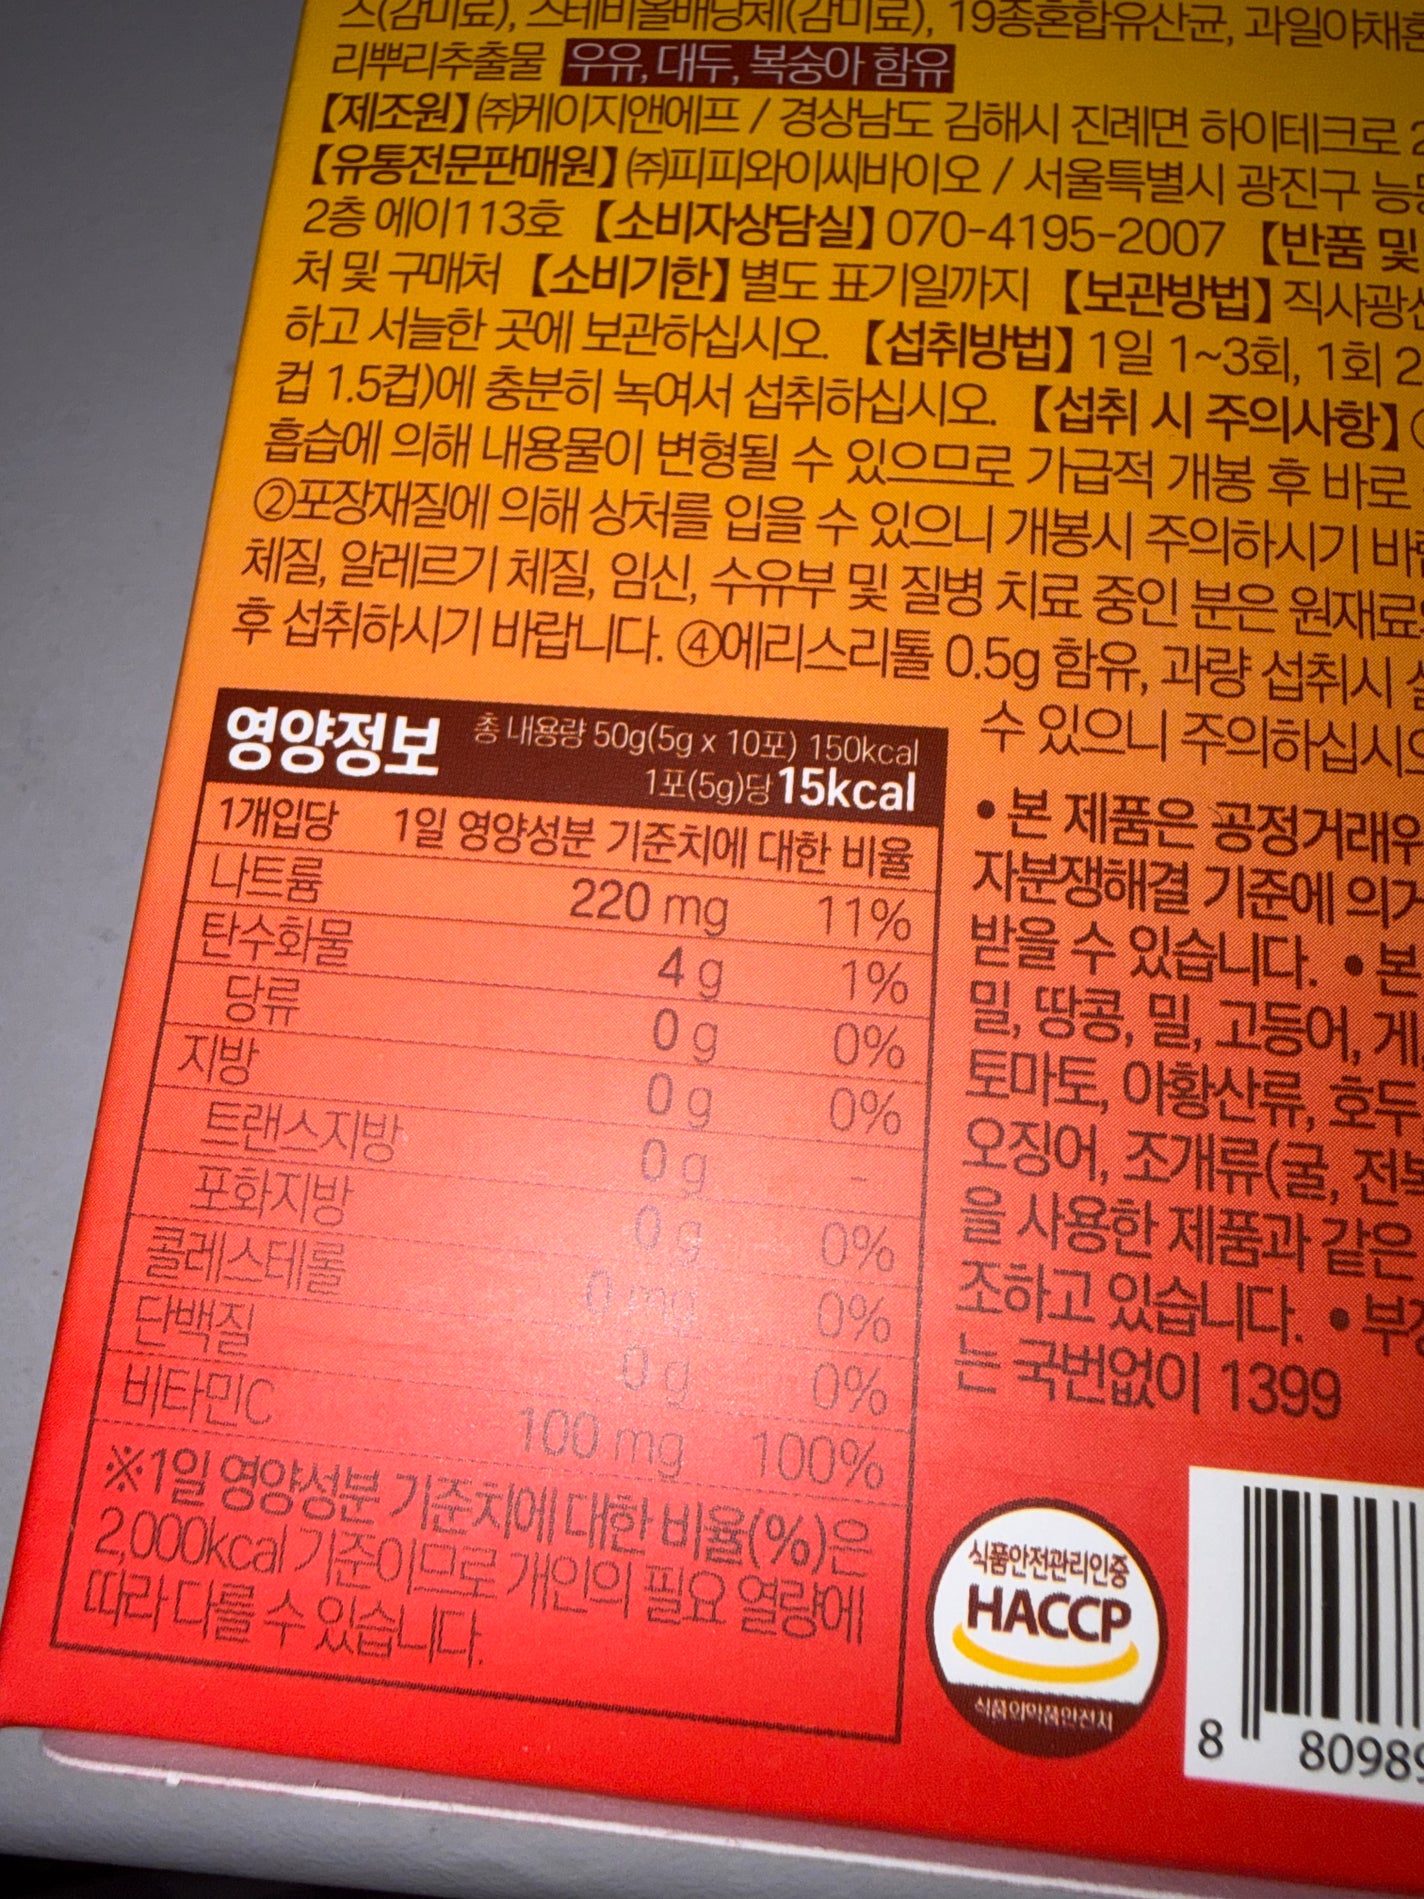 스(감미료), 스테비올배당체(감미료), 19종혼합유산균, 과일야채혼
리뿌리추출물 우유, 대두, 복숭아 함유
【제조원】(주)케이지앤에프 / 경상남도 김해시 진례면 하이테크로
【유통전문판매원】(주)피피와이씨바이오 / 서울특별시 광진구
2층 에이113호 【소비자상담실】070-4195-2007 【반품 및
처 및 구매처 【소비기한】별도 표기일까지 【보관방법】직사광선
하고 서늘한 곳에 보관하십시오. 【섭취방법】1일 1~3회, 1회 2
컵 1.5컵)에 충분히 녹여서 섭취하십시오. 【섭취 시 주의사항】
흡습에 의해 내용물이 변형될 수 있으므로 가급적 개봉 후 바로
②포장재질에 의해 상처를 입을 수 있으니 개봉시 주의하시기 바
체질, 알레르기 체질, 임신, 수유부 및 질병 치료 중인 분은 원재료
후 섭취하시기 바랍니다. ④에리스리톨 0.5g 함유, 과량 섭취시
수 있으니 주의하십시오
영양정보 총 내용량 50g(5g x 10포) 150kcal
1포(5g)당 15kcal
1개입당 1일 영양성분 기준치에 대한 비율
나트륨 220 mg 11%
탄수화물 4 g 1%
당류 0 g 0%
지방 0 g 0%
트랜스지방 0 g -
포화지방 0 g 0%
콜레스테롤 0 mg 0%
단백질 0 g 0%
비타민C 100 mg 100%
※1일 영양성분 기준치에 대한 비율(%)은
2,000kcal 기준이므로 개인의 필요 열량에
따라 다를 수 있습니다.
• 본 제품은 공정거래위
자분쟁해결 기준에 의거
받을 수 있습니다. • 본
밀, 땅콩, 밀, 고등어, 게
토마토, 아황산류, 호두
오징어, 조개류(굴, 전복
을 사용한 제품과 같은
조하고 있습니다. • 부정
는 국번없이 1399
식품안전관리인증
HACCP
식품의약품안전처
8 80989